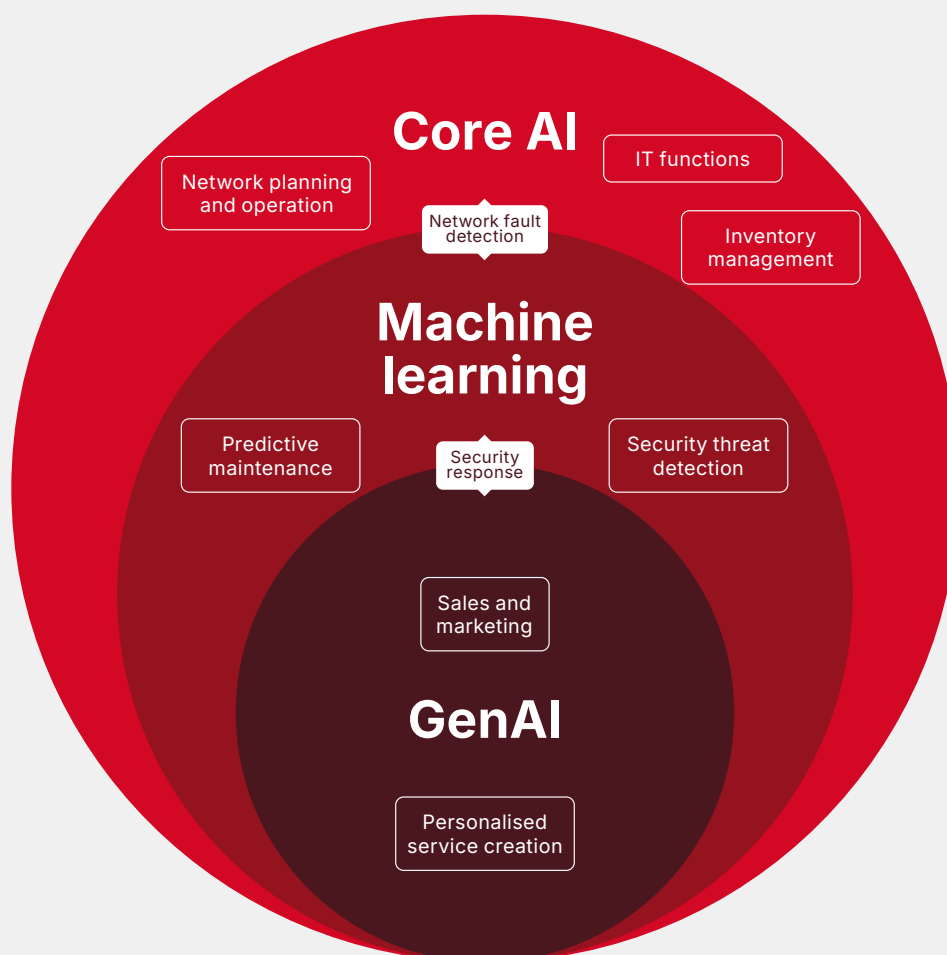 Core AI
IT functions
Network planning
and operation
Network fault
detection
Inventory
management
Machine
learning
Predictive
maintenance
Security
response
Security threat
detection
Sales and
marketing
GenAI
Personalised
service creation